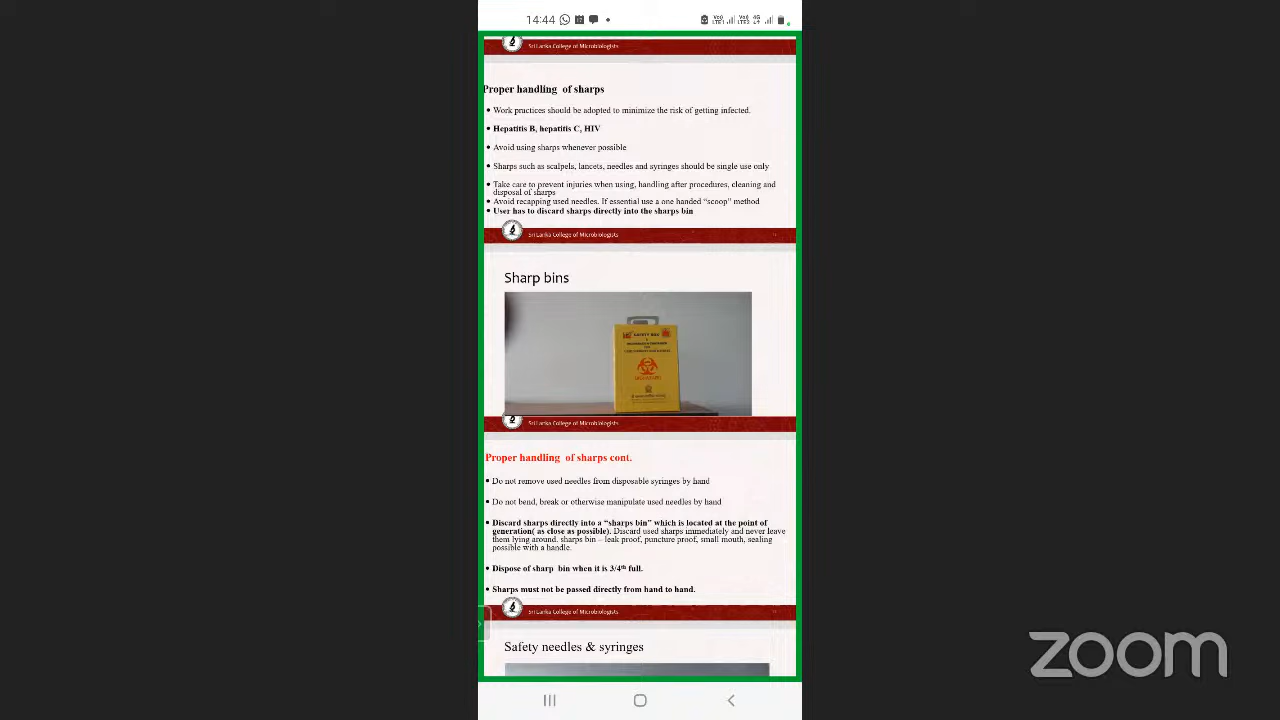 14:44
Sri Lanka College of Microbiologists
Proper handling of sharps
• Work practices should be adopted to minimize the risk of getting infected.
• Hepatitis B, hepatitis C, HIV
• Avoid using sharps whenever possible
• Sharps such as scalpels, lancets, needles and syringes should be single use only
• Take care to prevent injuries when using, handling after procedures, cleaning and
disposal of sharps
• Avoid recapping used needles. If essential use a one handed “scoop” method
• User has to discard sharps directly into the sharps bin
Sri Lanka College of Microbiologists
Sharp bins
SAFETY BOX
Sri Lanka College of Microbiologists
Proper handling of sharps cont.
• Do not remove used needles from disposable syringes by hand
• Do not bend, break or otherwise manipulate used needles by hand
• Discard sharps directly into a “sharps bin” which is located at the point of
generation( as close as possible). Discard used sharps immediately and never leave
them lying around. sharps bin – leak proof, puncture proof, small mouth, sealing
possible with a handle.
• Dispose of sharp bin when it is 3/4th full.
• Sharps must not be passed directly from hand to hand.
Sri Lanka College of Microbiologists
Safety needles & syringes
zoom